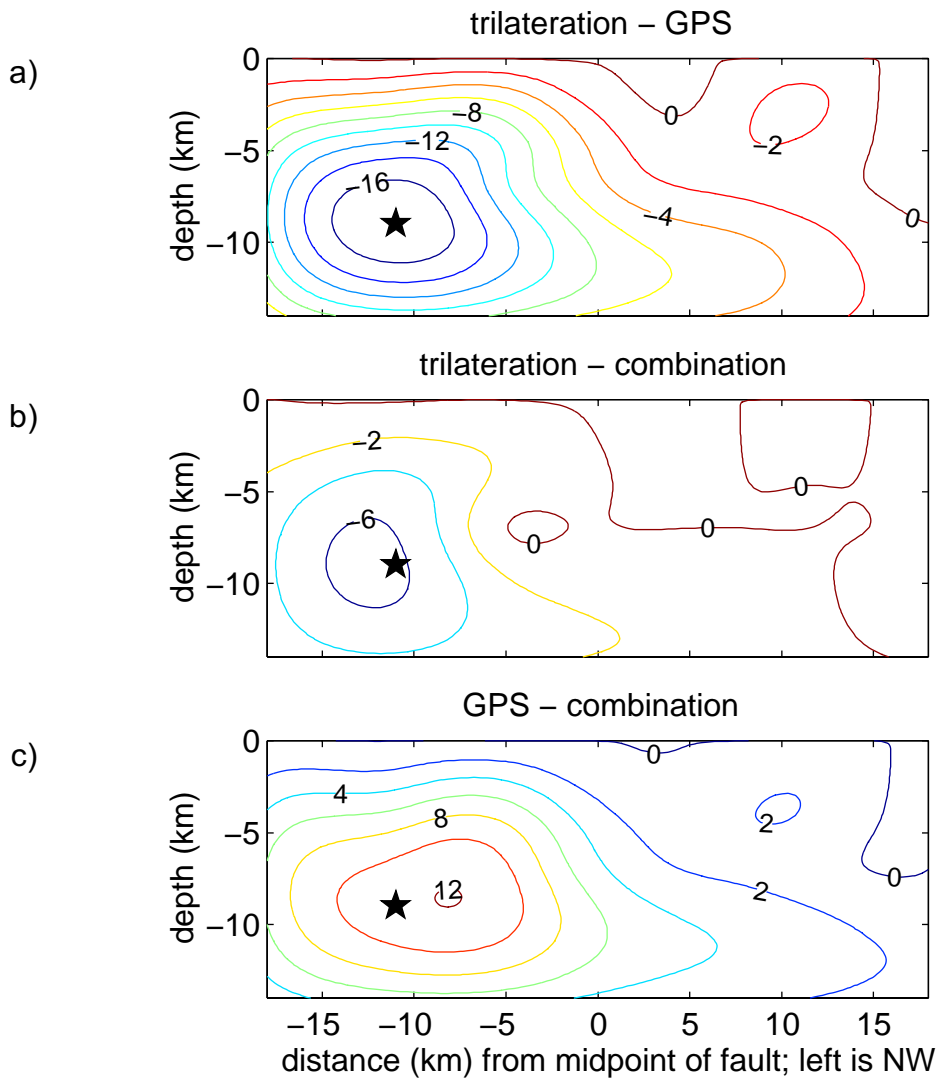 trilateration – GPS
a)
0
−5
−10
depth (km)
−16
−12
−8
−4
−2
0
0
trilateration – combination
b)
0
−5
−10
depth (km)
−2
−6
0
0
0
GPS – combination
c)
0
−5
−10
depth (km)
4
8
12
0
2
2
0
−15 −10 −5 0 5 10 15
distance (km) from midpoint of fault; left is NW